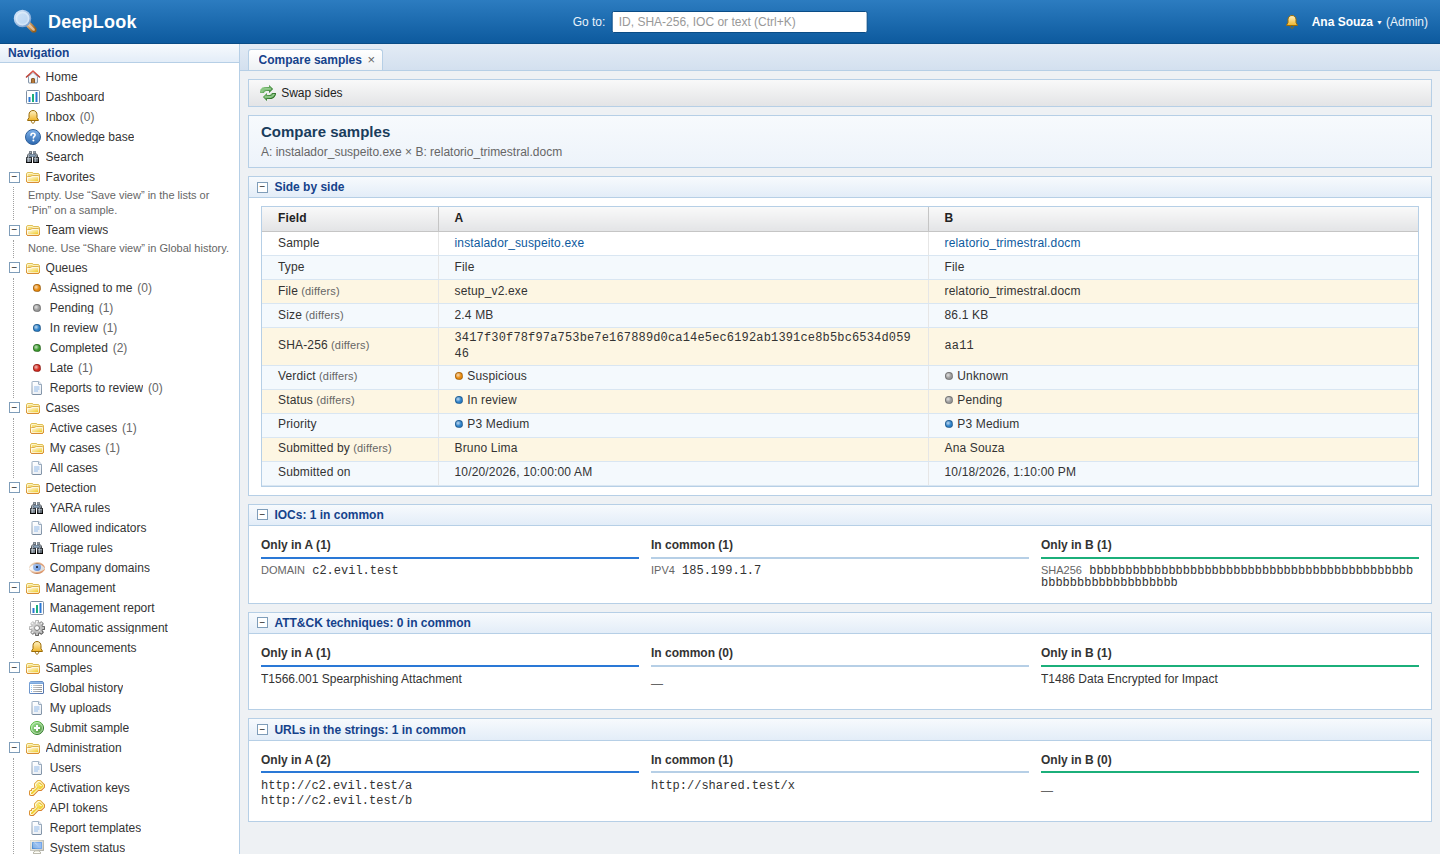 DeepLook
Go to: ID, SHA-256, IOC or text (Ctrl+K)
Ana Souza (Admin)
Navigation
Home
Dashboard
Inbox (0)
Knowledge base
Search
Favorites
Empty. Use “Save view” in the lists or
“Pin” on a sample.
Team views
None. Use “Share view” in Global history.
Queues
Assigned to me (0)
Pending (1)
In review (1)
Completed (2)
Late (1)
Reports to review (0)
Cases
Active cases (1)
My cases (1)
All cases
Detection
YARA rules
Allowed indicators
Triage rules
Company domains
Management
Management report
Automatic assignment
Announcements
Samples
Global history
My uploads
Submit sample
Administration
Users
Activation keys
API tokens
Report templates
System status
Compare samples ×
Swap sides
Compare samples
A: instalador_suspeito.exe × B: relatorio_trimestral.docm
Side by side
Field A B
Sample instalador_suspeito.exe relatorio_trimestral.docm
Type File File
File (differs) setup_v2.exe relatorio_trimestral.docm
Size (differs) 2.4 MB 86.1 KB
SHA-256 (differs) 3417f30f78f97a753be7e167889d0ca14e5ec6192ab1391ce8b5bc6534d059
46 aa11
Verdict (differs) Suspicious Unknown
Status (differs) In review Pending
Priority P3 Medium P3 Medium
Submitted by (differs) Bruno Lima Ana Souza
Submitted on 10/20/2026, 10:00:00 AM 10/18/2026, 1:10:00 PM
IOCs: 1 in common
Only in A (1) In common (1) Only in B (1)
DOMAIN c2.evil.test IPV4 185.199.1.7 SHA256 bbbbbbbbbbbbbbbbbbbbbbbbbbbbbbbbbbbbbbbbbbbbb
bbbbbbbbbbbbbbbbbbb
ATT&CK techniques: 0 in common
Only in A (1) In common (0) Only in B (1)
T1566.001 Spearphishing Attachment __ T1486 Data Encrypted for Impact
URLs in the strings: 1 in common
Only in A (2) In common (1) Only in B (0)
http://c2.evil.test/a http://shared.test/x __
http://c2.evil.test/b